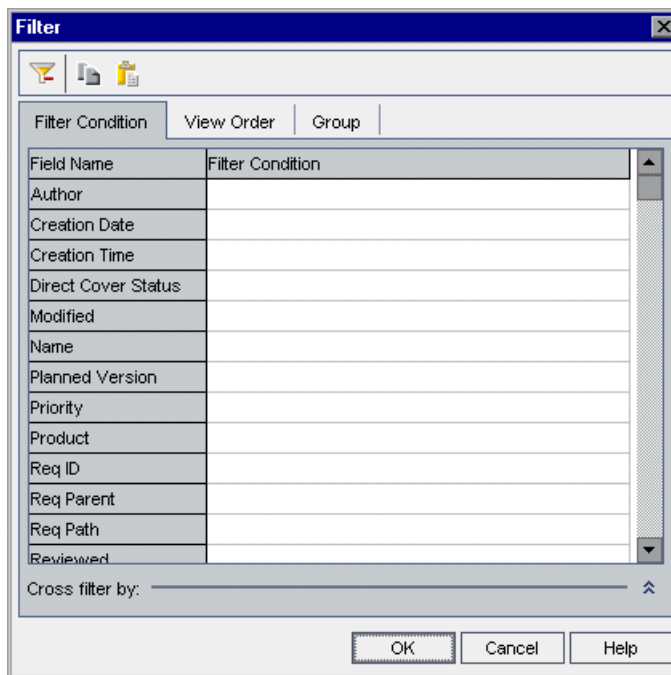 Filter
Filter Condition View Order Group
Field Name Filter Condition
Author
Creation Date
Creation Time
Direct Cover Status
Modified
Name
Planned Version
Priority
Product
Req ID
Req Parent
Req Path
Reviewed
Cross filter by:
OK Cancel Help